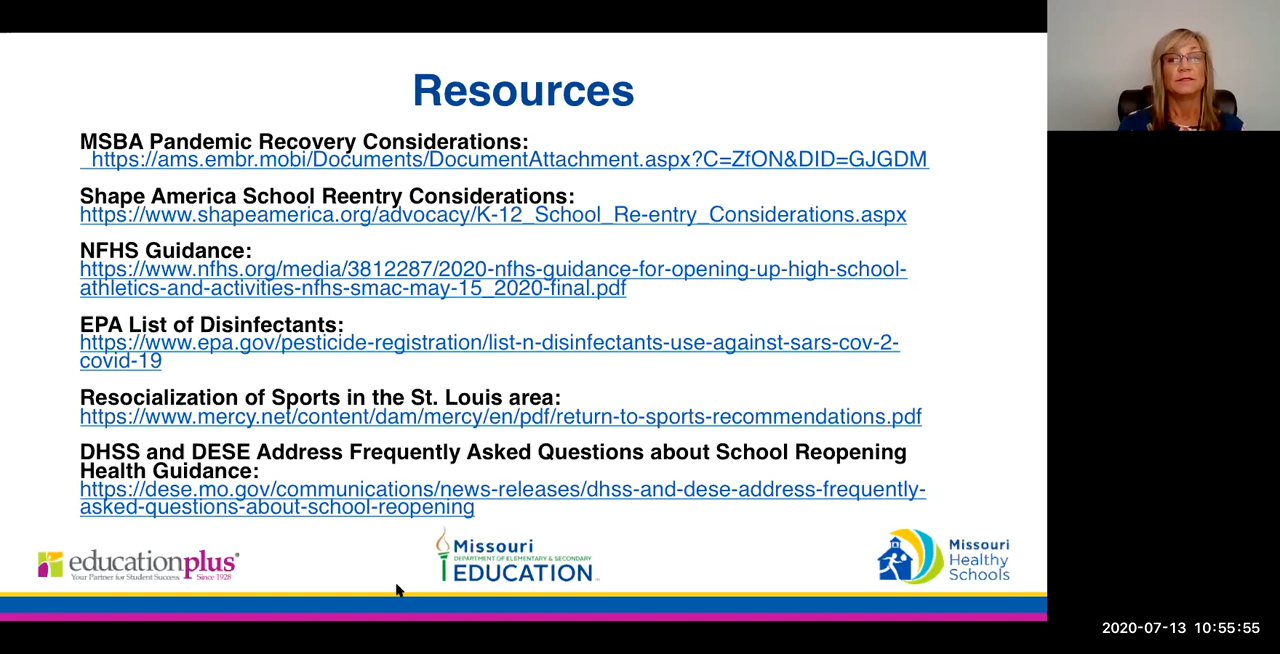 Resources
MSBA Pandemic Recovery Considerations:
https://ams.embr.mobi/Documents/DocumentAttachment.aspx?C=ZfON&DID=GJGDM
Shape America School Reentry Considerations:
https://www.shapeamerica.org/advocacy/K-12_School_Re-entry_Considerations.aspx
NFHS Guidance:
https://www.nfhs.org/media/3812287/2020-nfhs-guidance-for-opening-up-high-school-
athletics-and-activities-nfhs-smac-may-15_2020-final.pdf
EPA List of Disinfectants:
https://www.epa.gov/pesticide-registration/list-n-disinfectants-use-against-sars-cov-2-
covid-19
Resocialization of Sports in the St. Louis area:
https://www.mercy.net/content/dam/mercy/en/pdf/return-to-sports-recommendations.pdf
DHSS and DESE Address Frequently Asked Questions about School Reopening
Health Guidance:
https://dese.mo.gov/communications/news-releases/dhss-and-dese-address-frequently-
asked-questions-about-school-reopening
educationplus®
Your Partner for Student Success Since 1928
Missouri
DEPARTMENT OF ELEMENTARY & SECONDARY
EDUCATION
Missouri
Healthy
Schools
2020-07-13 10:55:55